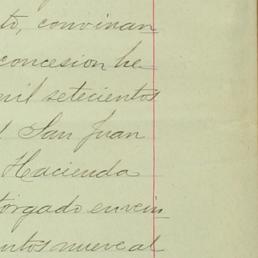 to, convinan
concesion he
mil setecientos
l San Juan
Hacienda
torgado en vein
ntos nueve al